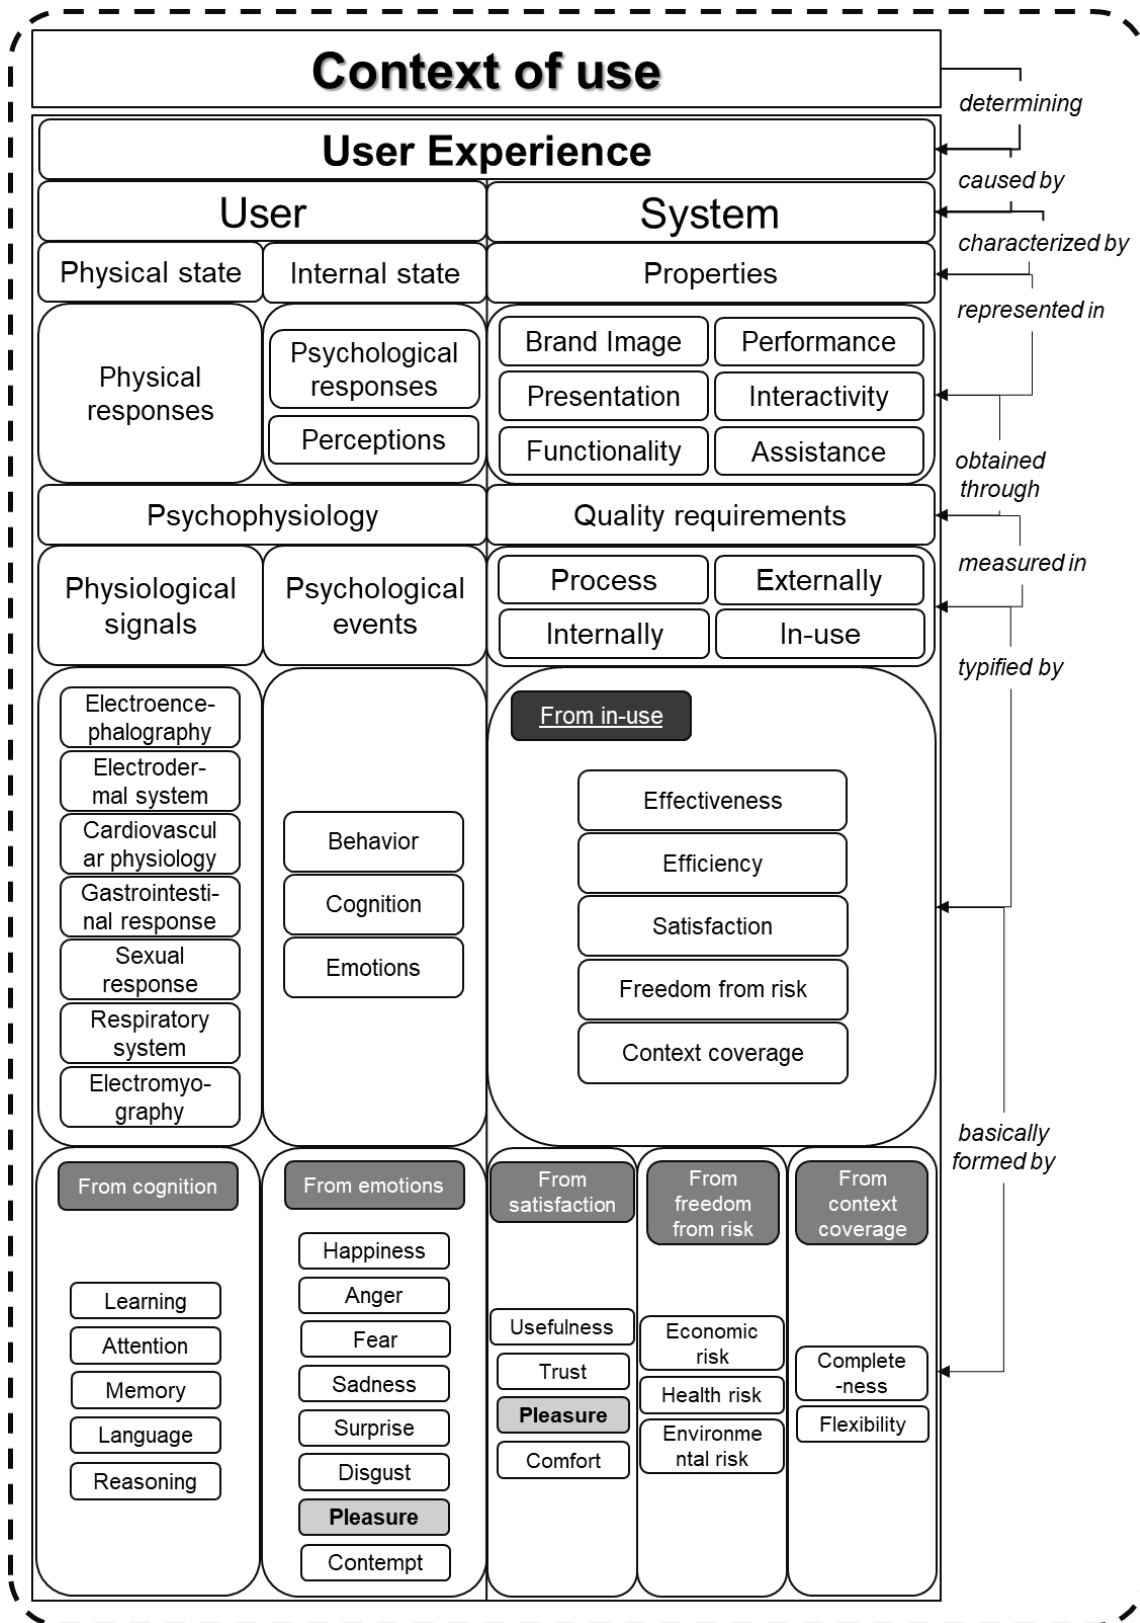 Context of use
determining
User Experience
caused by
User
System
characterized by
Physical state
Internal state
Properties
represented in
Physical
responses
Psychological
responses
Perceptions
Brand Image
Performance
Presentation
Interactivity
Functionality
Assistance
obtained
through
Psychophysiology
Quality requirements
measured in
Physiological
signals
Psychological
events
Process
Externally
Internally
In-use
typified by
Electroence-
phalography
Electroder-
mal system
Cardiovascul
ar physiology
Gastrointesti-
nal response
Sexual
response
Respiratory
system
Electromyo-
graphy
Behavior
Cognition
Emotions
From in-use
Effectiveness
Efficiency
Satisfaction
Freedom from risk
Context coverage
basically
formed by
From cognition
Learning
Attention
Memory
Language
Reasoning
From emotions
Happiness
Anger
Fear
Sadness
Surprise
Disgust
Pleasure
Contempt
From
satisfaction
Usefulness
Trust
Pleasure
Comfort
From
freedom
from risk
Economic
risk
Health risk
Environme
ntal risk
From
context
coverage
Complete
-ness
Flexibility